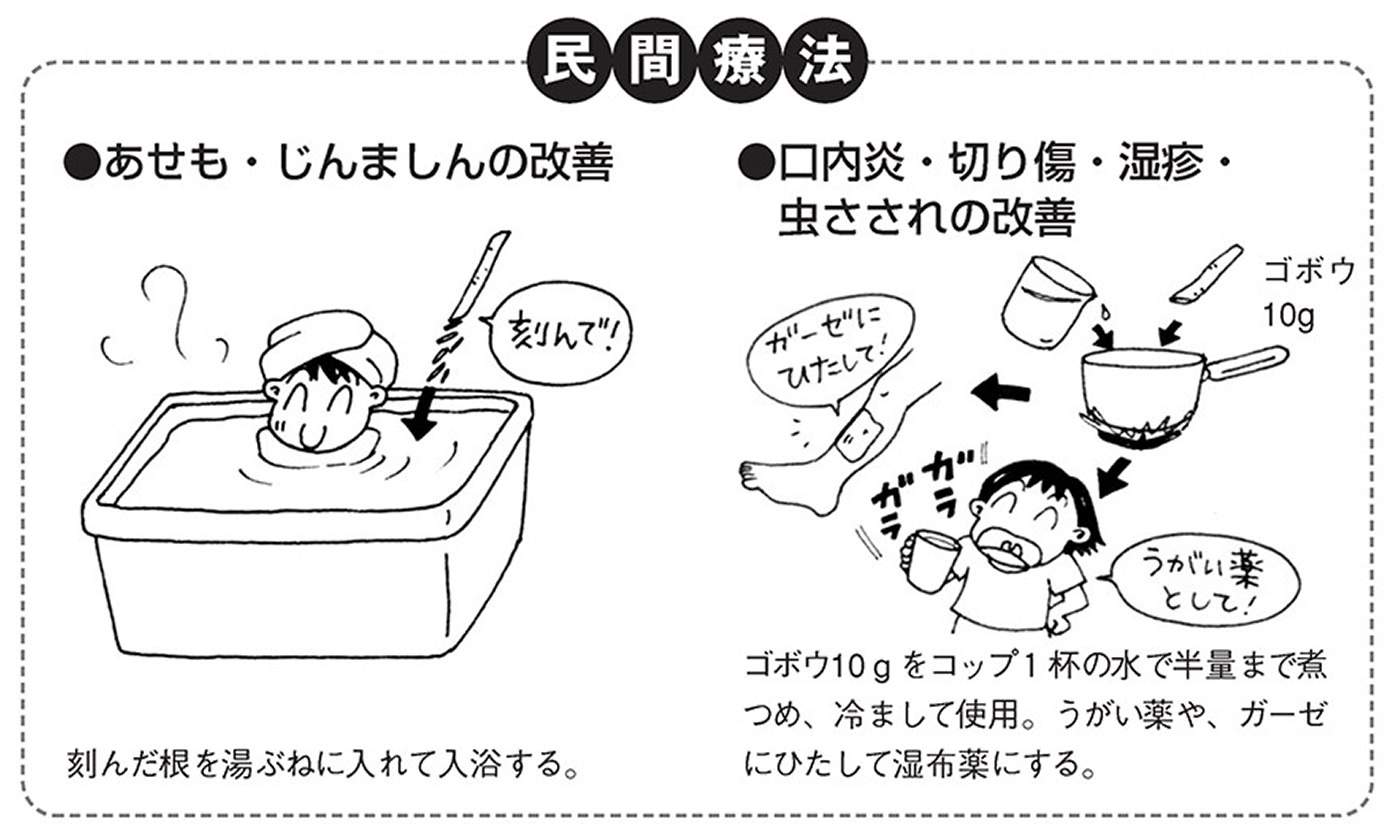 民間療法
●あせも・じんましんの改善
刻んで!
刻んだ根を湯ぶねに入れて入浴する。
●口内炎・切り傷・湿疹・
虫さされの改善
ゴボウ
10g
ガーゼに
ひたして!
ガラ
ガラ
うがい薬
として!
ゴボウ10gをコップ1杯の水で半量まで煮
つめ、冷まして使用。うがい薬や、ガーゼ
にひたして湿布薬にする。